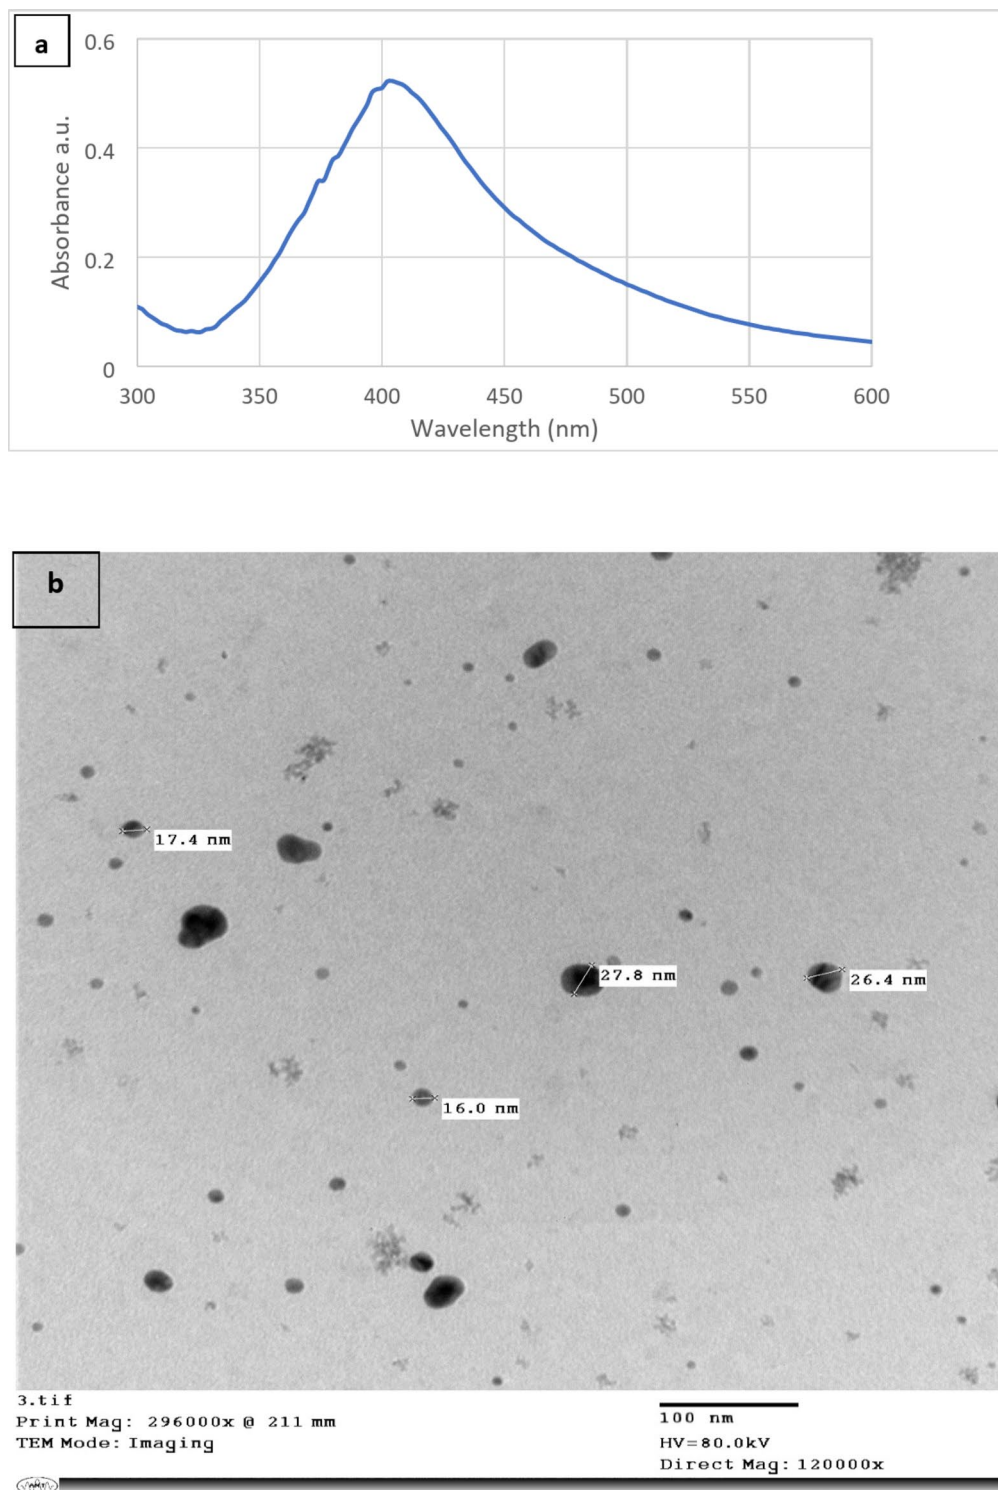 a
0.6
0.4
0.2
0
Absorbance a.u.
300 350 400 450 500 550 600
Wavelength (nm)
b
17.4 nm
27.8 nm
26.4 nm
16.0 nm
3.tif
Print Mag: 296000x @ 211 mm
TEM Mode: Imaging
100 nm
HV=80.0kV
Direct Mag: 120000x